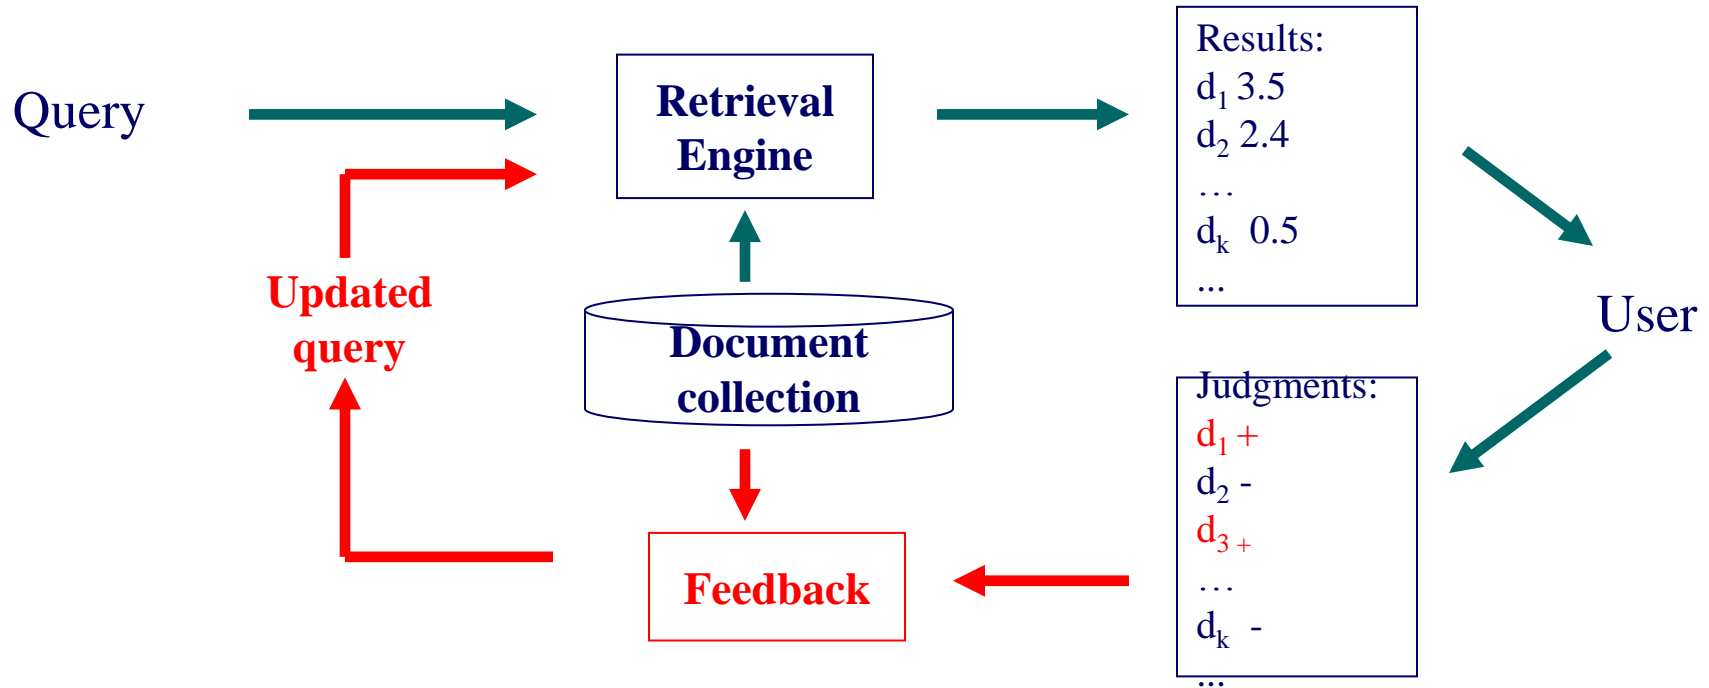 Query
Retrieval
Engine
Results:
d₁ 3.5
d₂ 2.4
…
dₖ 0.5
...
User
Updated
query
Document
collection
Judgments:
d₁ +
d₂ -
d₃ +
…
dₖ -
...
Feedback